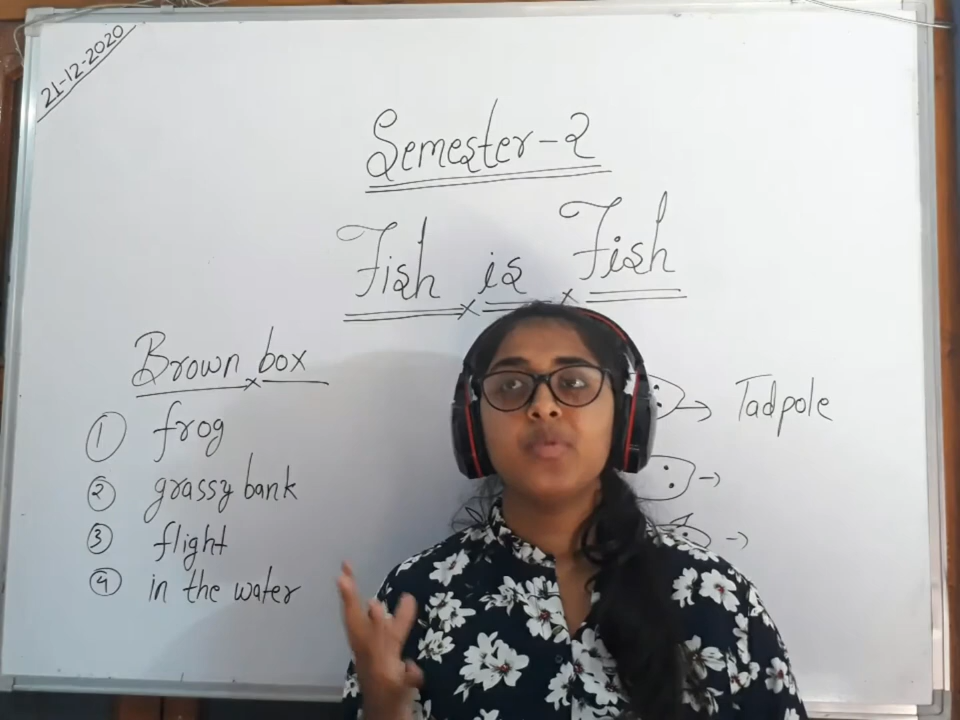 21-12-2020
Semester-2
Fish is Fish
Brown box
① frog
② grassy bank
③ flight
④ in the water
Tadpole